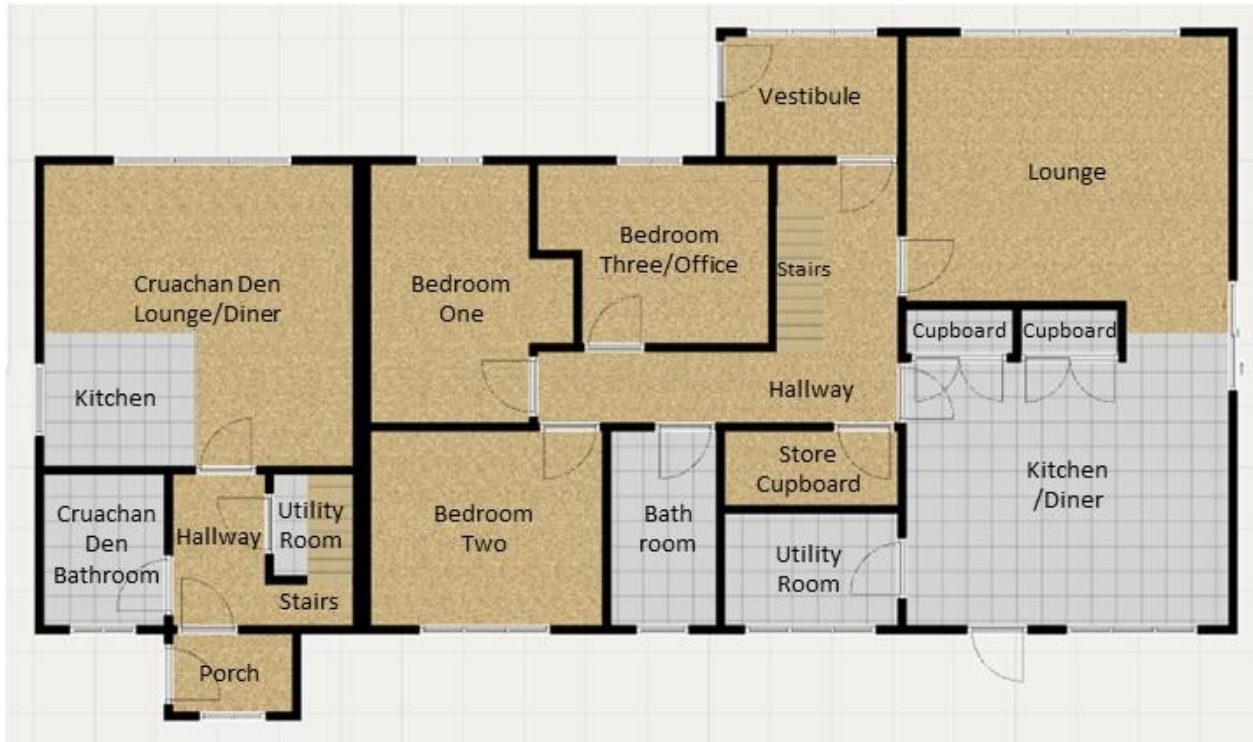 Vestibule
Lounge
Cruachan Den
Lounge/Diner
Bedroom
One
Bedroom
Three/Office
Stairs
Cupboard
Cupboard
Kitchen
Hallway
Cruachan
Den
Bathroom
Hallway
Utility
Room
Stairs
Bedroom
Two
Bath
room
Store
Cupboard
Utility
Room
Kitchen
/Diner
Porch